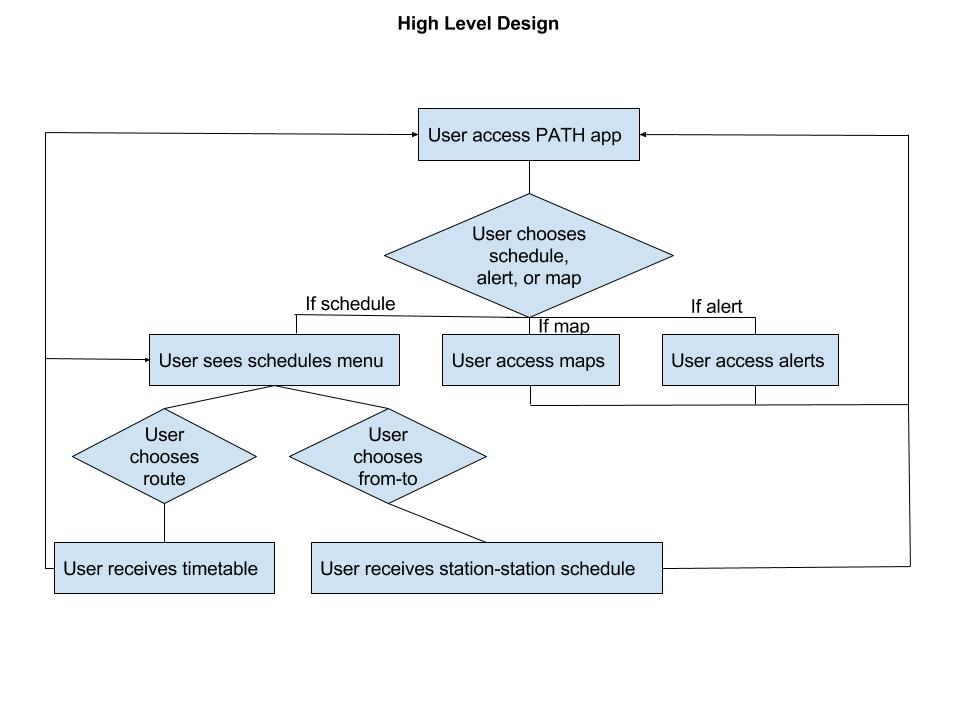 High Level Design
User access PATH app
User chooses
schedule,
alert, or map
If schedule
If map
If alert
User sees schedules menu
User access maps
User access alerts
User
chooses
route
User
chooses
from-to
User receives timetable
User receives station-station schedule